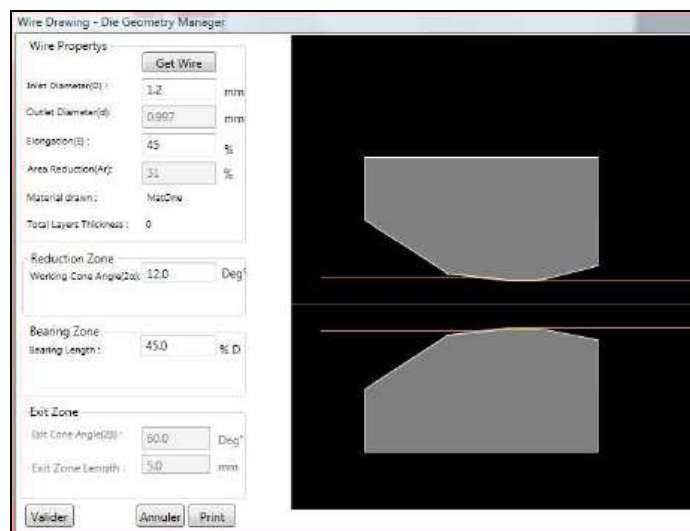 Wire Drawing - Die Geometry Manager
Wire Propertys
Get Wire
Inlet Diameter(D) : 1.2 mm
Outlet Diameter(d): 0.997 mm
Elongation(E) : 45 %
Area Reduction(Ar): 31 %
Material drawn : MatOne
Total Layers Thickness : 0
Reduction Zone
Working Cone Angle(2α): 12.0 Deg°
Bearing Zone
Bearing Length : 45.0 % D
Exit Zone
Exit Cone Angle(2β) : 60.0 Deg°
Exit Zone Length : 5.0 mm
Valider Annuler Print